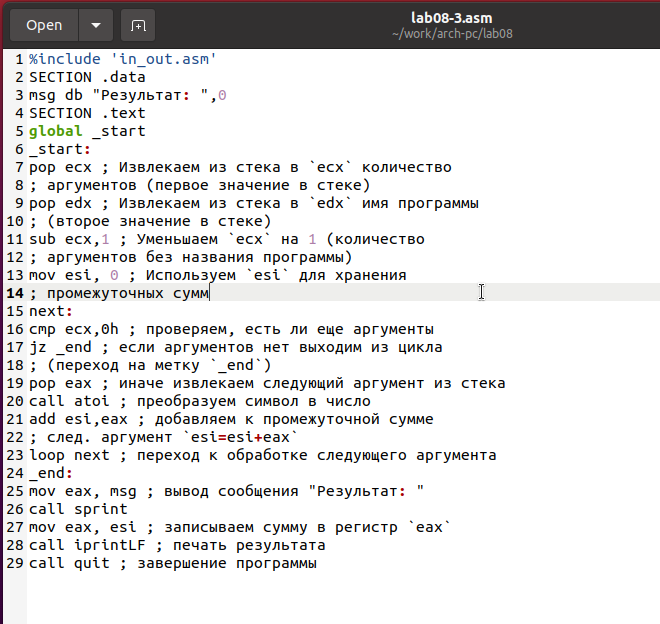 Open
lab08-3.asm
~/work/arch-pc/lab08
1 %include 'in_out.asm'
2 SECTION .data
3 msg db "Результат: ",0
4 SECTION .text
5 global _start
6 _start:
7 pop ecx ; Извлекаем из стека в `ecx` количество
8 ; аргументов (первое значение в стеке)
9 pop edx ; Извлекаем из стека в `edx` имя программы
10 ; (второе значение в стеке)
11 sub ecx,1 ; Уменьшаем `ecx` на 1 (количество
12 ; аргументов без названия программы)
13 mov esi, 0 ; Используем `esi` для хранения
14 ; промежуточных сумм
15 next:
16 cmp ecx,0h ; проверяем, есть ли еще аргументы
17 jz _end ; если аргументов нет выходим из цикла
18 ; (переход на метку `_end`)
19 pop eax ; иначе извлекаем следующий аргумент из стека
20 call atoi ; преобразуем символ в число
21 add esi,eax ; добавляем к промежуточной сумме
22 ; след. аргумент `esi=esi+eax`
23 loop next ; переход к обработке следующего аргумента
24 _end:
25 mov eax, msg ; вывод сообщения "Результат: "
26 call sprint
27 mov eax, esi ; записываем сумму в регистр `eax`
28 call iprintLF ; печать результата
29 call quit ; завершение программы